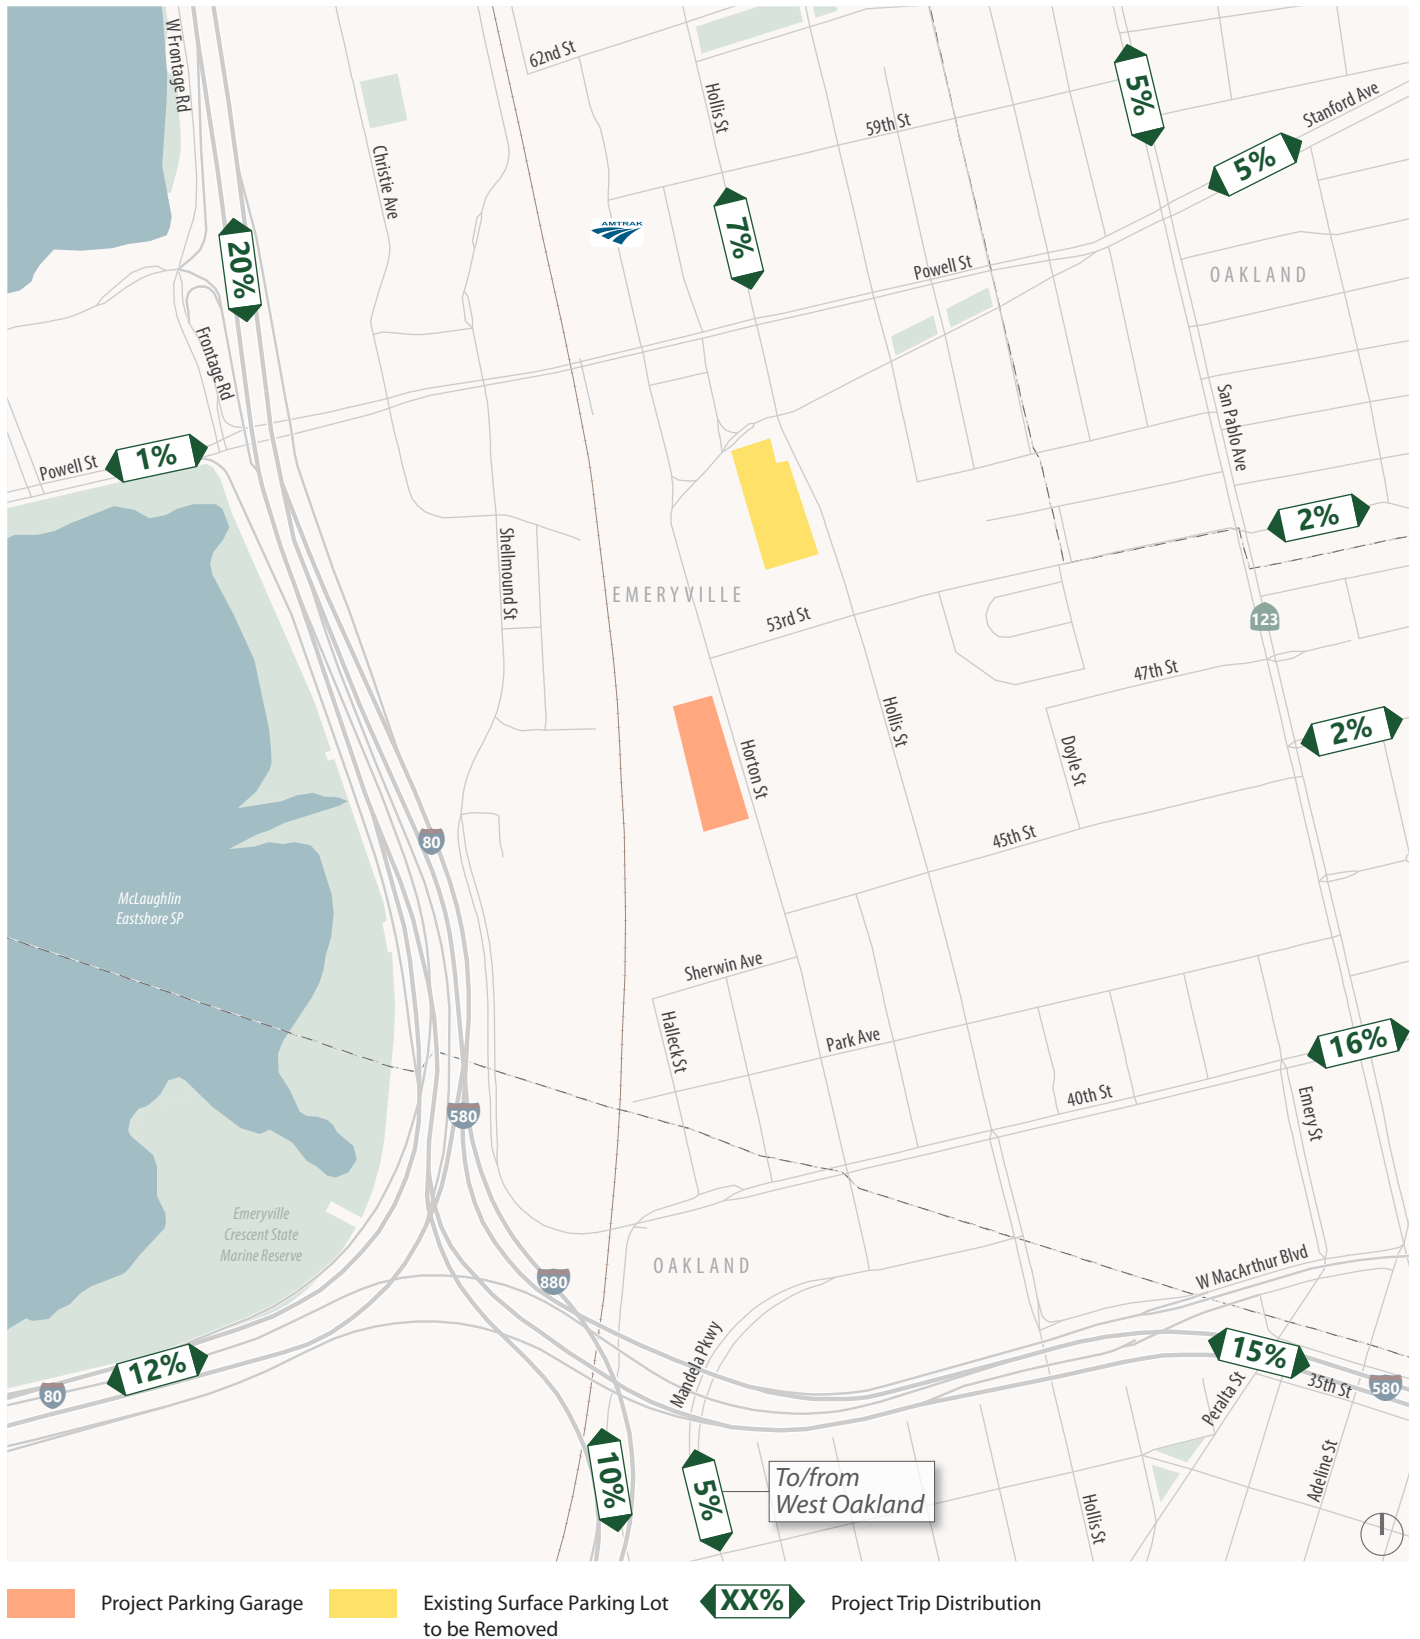 W Frontage Rd
62nd St
Hollis St
5%
Stanford Ave
59th St
5%
Christie Ave
AMTRAK
7%
20%
Powell St
OAKLAND
Frontage Rd
San Pablo Ave
1%
Powell St
2%
Shellmound St
EMERYVILLE
53rd St
123
47th St
Hollis St
2%
Horton St
Doyle St
80
45th St
McLaughlin
Eastshore SP
Sherwin Ave
Halleck St
Park Ave
16%
40th St
Emery St
580
Emeryville
Crescent State
Marine Reserve
OAKLAND
W MacArthur Blvd
880
Mandela Pkwy
15%
12%
35th St
580
80
Peralta St
10%
5%
To/from
West Oakland
Adeline St
Hollis St
Project Parking Garage
Existing Surface Parking Lot
to be Removed
XX%
Project Trip Distribution